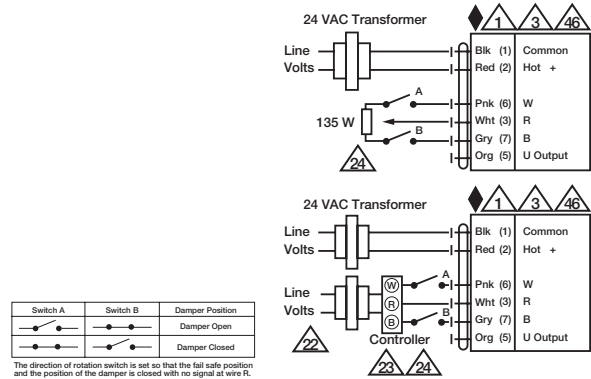 24 VAC Transformer
1 3 46
Line
Volts
Blk (1) Common
Red (2) Hot +
A
Pnk (6) W
135 W
Wht (3) R
B
Gry (7) B
Org (5) U Output
24
24 VAC Transformer
1 3 46
Line
Volts
Blk (1) Common
Red (2) Hot +
A
Line
Volts
W
Pnk (6) W
R
Wht (3) R
B
B
Gry (7) B
Org (5) U Output
22
Controller
23 24
Switch A Switch B Damper Position
Damper Open
Damper Closed
The direction of rotation switch is set so that the fail safe position
and the position of the damper is closed with no signal at wire R.